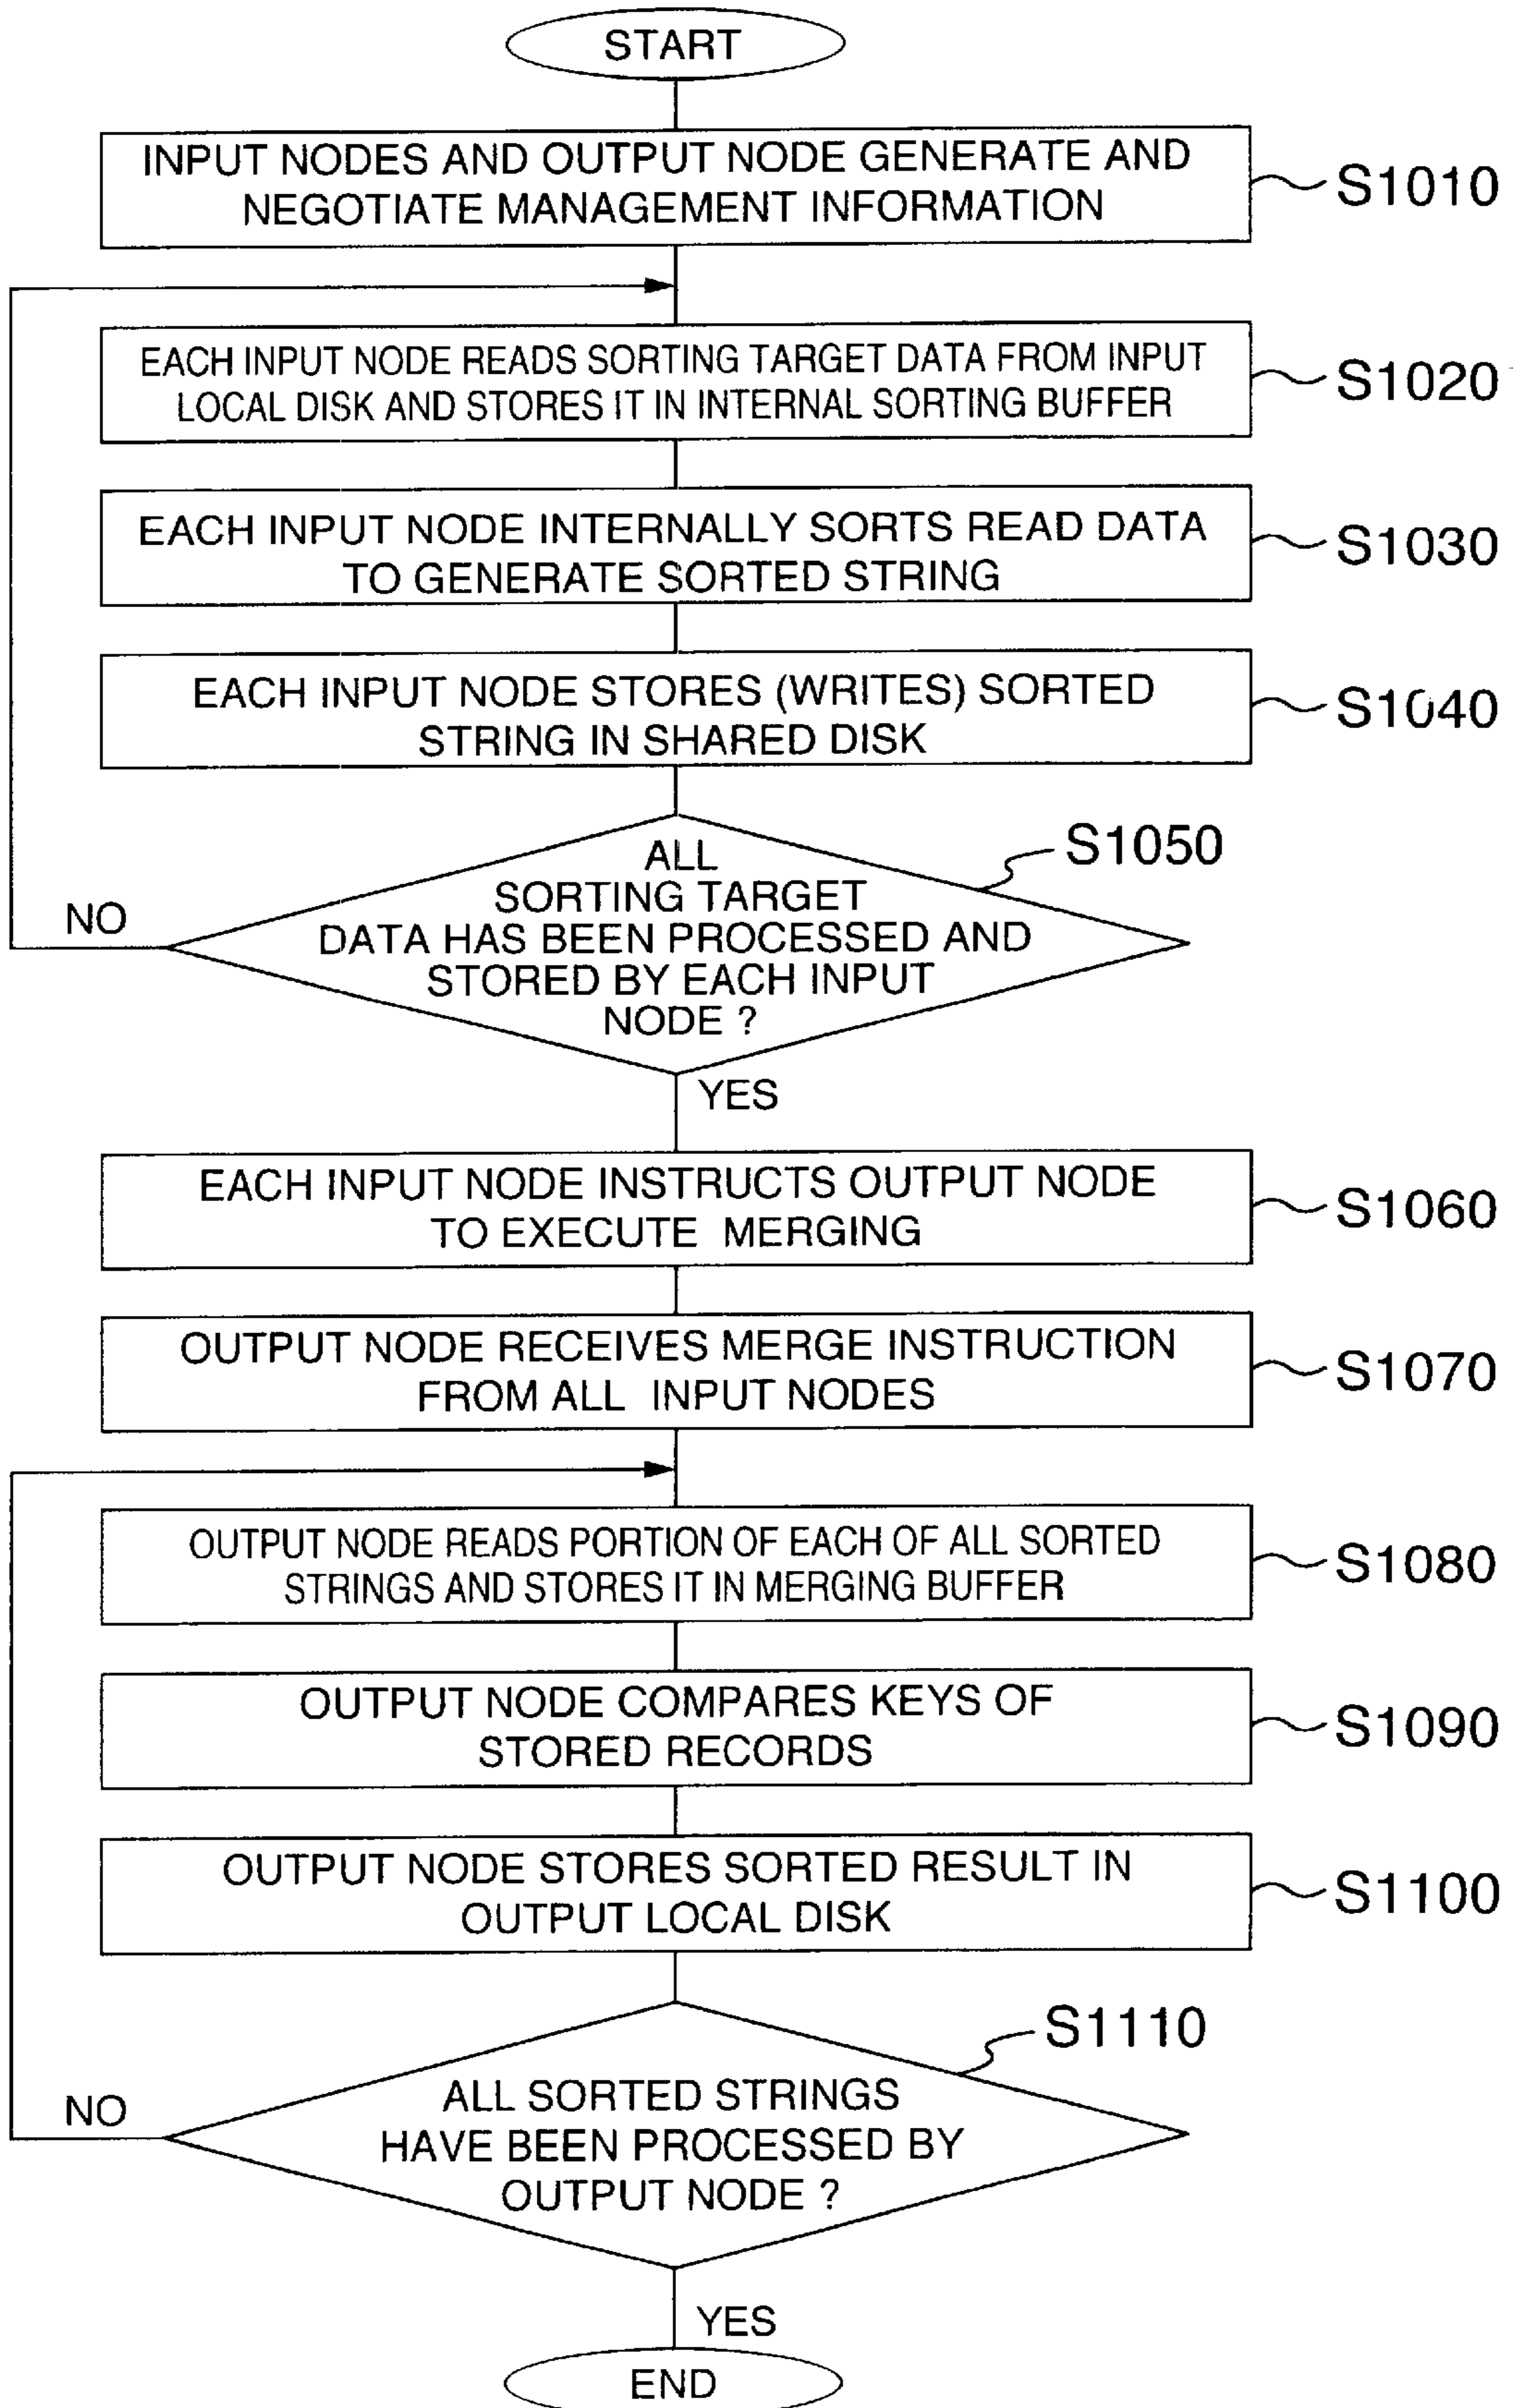 START
INPUT NODES AND OUTPUT NODE GENERATE AND
NEGOTIATE MANAGEMENT INFORMATION
S1010
EACH INPUT NODE READS SORTING TARGET DATA FROM INPUT
LOCAL DISK AND STORES IT IN INTERNAL SORTING BUFFER
S1020
EACH INPUT NODE INTERNALLY SORTS READ DATA
TO GENERATE SORTED STRING
S1030
EACH INPUT NODE STORES (WRITES) SORTED
STRING IN SHARED DISK
S1040
S1050
ALL
SORTING TARGET
DATA HAS BEEN PROCESSED AND
STORED BY EACH INPUT
NODE ?
NO
YES
EACH INPUT NODE INSTRUCTS OUTPUT NODE
TO EXECUTE MERGING
S1060
OUTPUT NODE RECEIVES MERGE INSTRUCTION
FROM ALL INPUT NODES
S1070
OUTPUT NODE READS PORTION OF EACH OF ALL SORTED
STRINGS AND STORES IT IN MERGING BUFFER
S1080
OUTPUT NODE COMPARES KEYS OF
STORED RECORDS
S1090
OUTPUT NODE STORES SORTED RESULT IN
OUTPUT LOCAL DISK
S1100
S1110
ALL SORTED STRINGS
HAVE BEEN PROCESSED BY
OUTPUT NODE ?
NO
YES
END